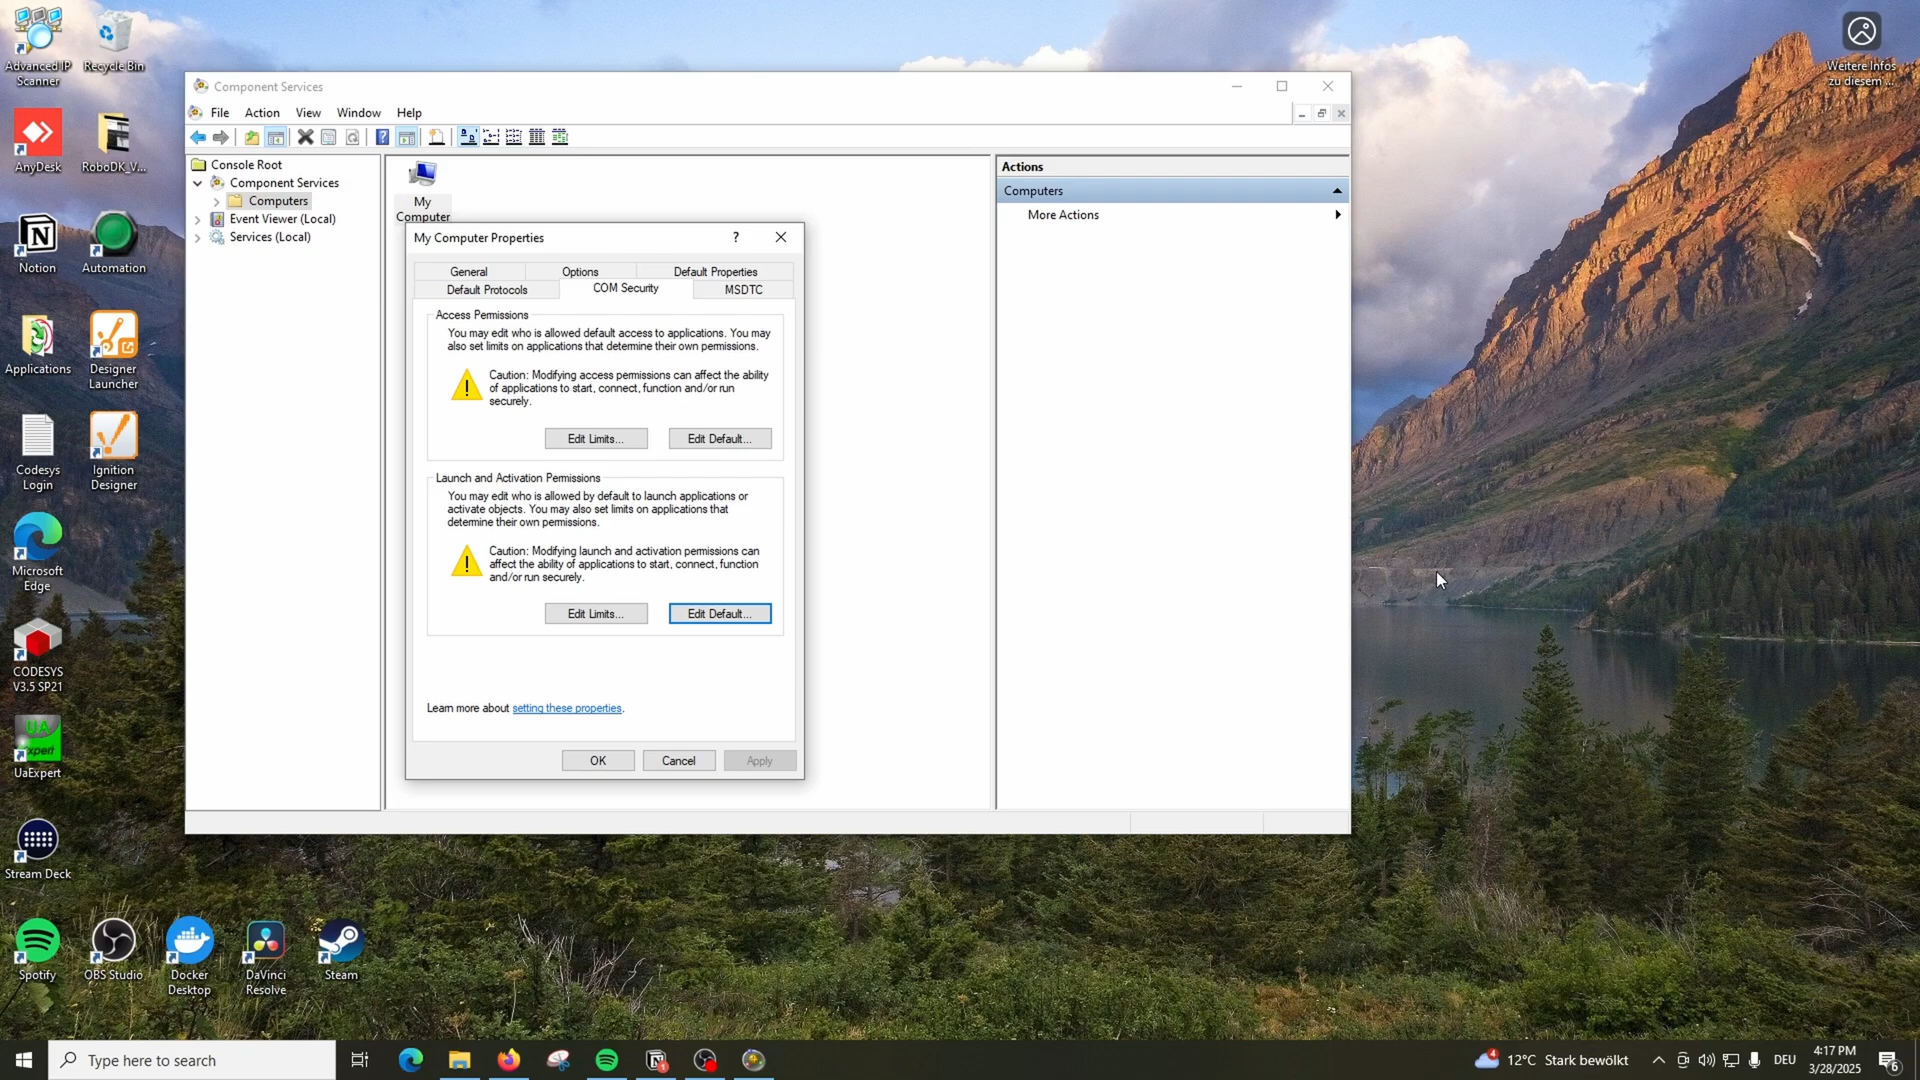 Advanced IP
Scanner
Recycle Bin
Weitere Infos
zu diesem ...
AnyDesk
RoboDK_V...
Notion
Automation
Applications
Designer
Launcher
Codesys
Login
Ignition
Designer
Microsoft
Edge
CODESYS
V3.5 SP21
UA
expert
UaExpert
Stream Deck
Spotify
OBS Studio
Docker
Desktop
DaVinci
Resolve
Steam
Component Services
File Action View Window Help
Console Root
Component Services
Computers
Event Viewer (Local)
Services (Local)
My
Computer
Actions
Computers
More Actions
My Computer Properties
?
General Options Default Properties
Default Protocols COM Security MSDTC
Access Permissions
You may edit who is allowed default access to applications. You may
also set limits on applications that determine their own permissions.
Caution: Modifying access permissions can affect the ability
of applications to start, connect, function and/or run
securely.
Edit Limits... Edit Default...
Launch and Activation Permissions
You may edit who is allowed by default to launch applications or
activate objects. You may also set limits on applications that
determine their own permissions.
Caution: Modifying launch and activation permissions can
affect the ability of applications to start, connect, function
and/or run securely.
Edit Limits... Edit Default...
Learn more about setting these properties.
OK Cancel Apply
Type here to search
1
4
12°C Stark bewölkt
DEU
4:17 PM
3/28/2025
6